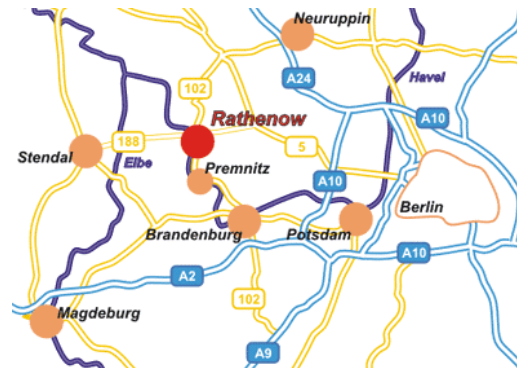 Neuruppin
A24
Havel
102
Rathenow
A10
188
5
Stendal
Elbe
Premnitz
A10
Berlin
Brandenburg
Potsdam
A10
A2
102
Magdeburg
A9